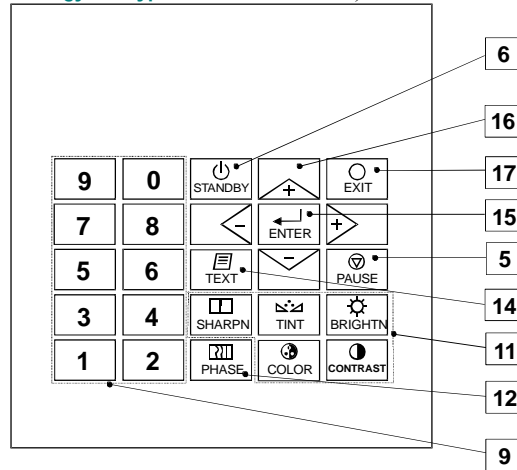 6
16
9 0 STANDBY + EXIT
17
7 8 - ENTER +
15
5 6 TEXT - PAUSE
5
14
3 4 SHARPN TINT BRIGHTN
11
1 2 PHASE COLOR CONTRAST
12
9